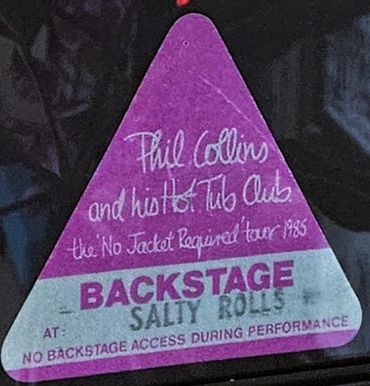 Phil Collins
and his Hot Tub Club.
the 'No Jacket Required' tour 1985
BACKSTAGE
SALTY ROLLS
AT:
NO BACKSTAGE ACCESS DURING PERFORMANCE